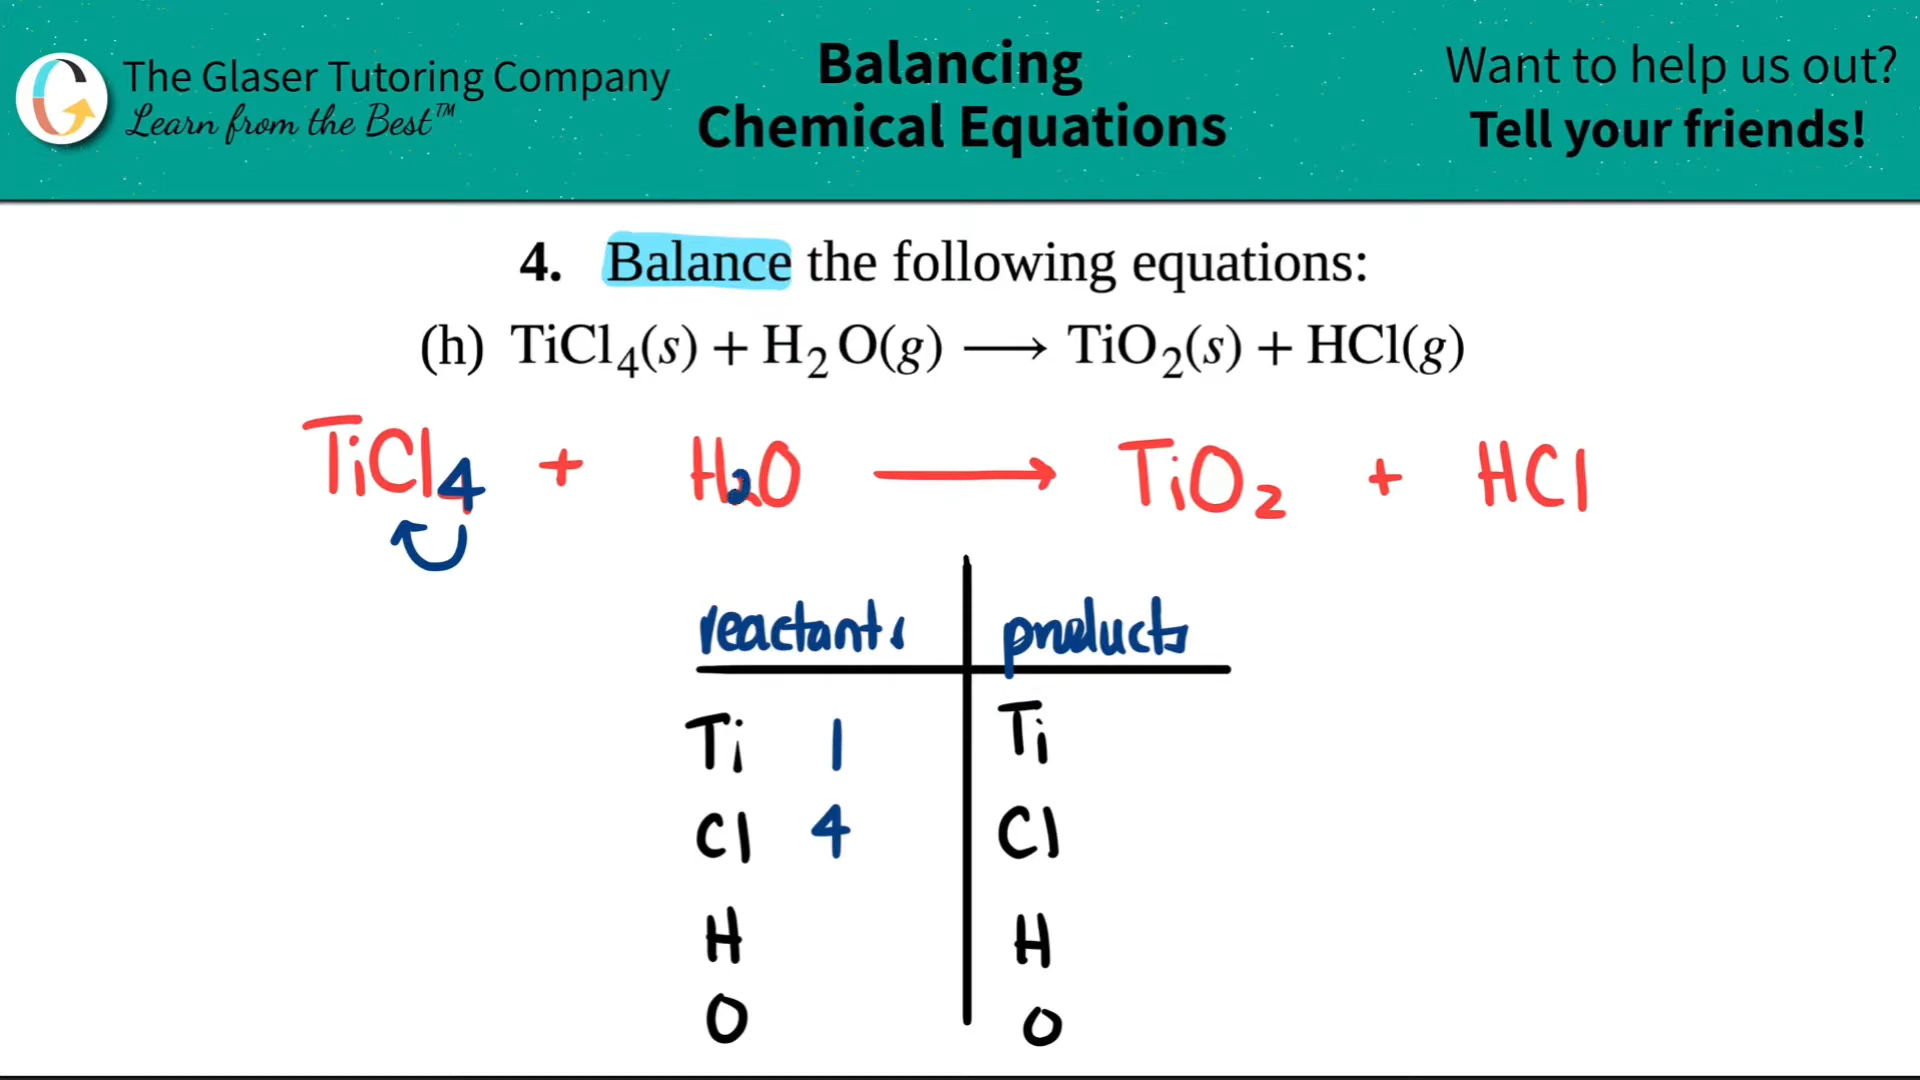 The Glaser Tutoring Company
Learn from the Best™
Balancing
Chemical Equations
Want to help us out?
Tell your friends!
4. Balance the following equations:
(h) TiCl₄(s) + H₂O(g) ⟶ TiO₂(s) + HCl(g)
TiCl₄ + H₂O ⟶ TiO₂ + HCl
reactants products
Ti 1 Ti
Cl 4 Cl
H H
O O